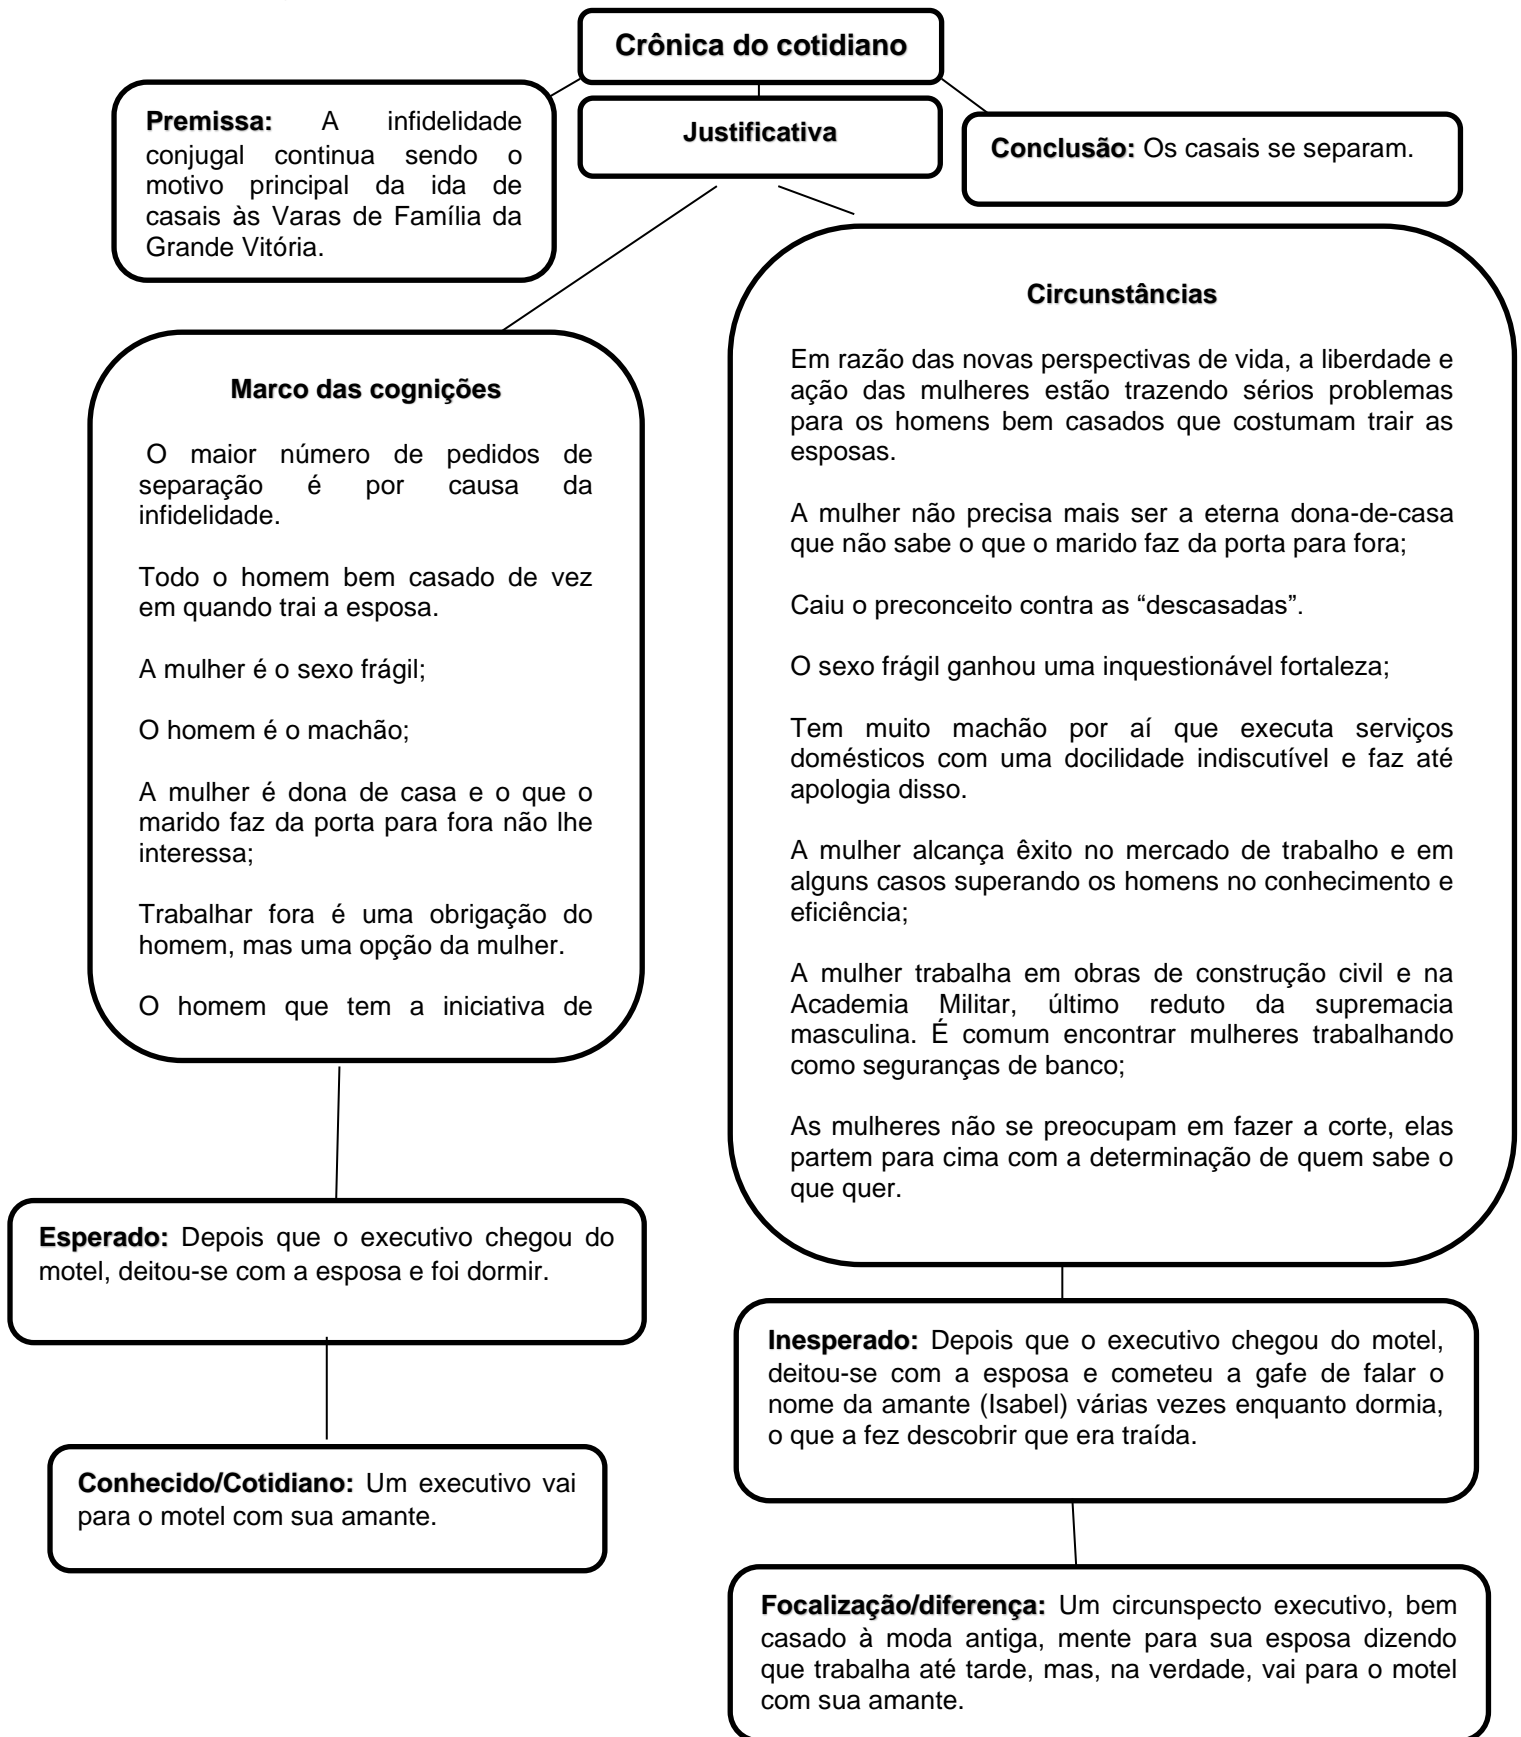 Crônica do cotidiano
Premissa: A infidelidade
conjugal continua sendo o
motivo principal da ida de
casais às Varas de Família da
Grande Vitória.
Justificativa
Conclusão: Os casais se separam.
Marco das cognições
O maior número de pedidos de
separação é por causa da
infidelidade.
Todo o homem bem casado de vez
em quando trai a esposa.
A mulher é o sexo frágil;
O homem é o machão;
A mulher é dona de casa e o que o
marido faz da porta para fora não lhe
interessa;
Trabalhar fora é uma obrigação do
homem, mas uma opção da mulher.
O homem que tem a iniciativa de
Circunstâncias
Em razão das novas perspectivas de vida, a liberdade e
ação das mulheres estão trazendo sérios problemas
para os homens bem casados que costumam trair as
esposas.
A mulher não precisa mais ser a eterna dona-de-casa
que não sabe o que o marido faz da porta para fora;
Caiu o preconceito contra as “descasadas”.
O sexo frágil ganhou uma inquestionável fortaleza;
Tem muito machão por aí que executa serviços
domésticos com uma docilidade indiscutível e faz até
apologia disso.
A mulher alcança êxito no mercado de trabalho e em
alguns casos superando os homens no conhecimento e
eficiência;
A mulher trabalha em obras de construção civil e na
Academia Militar, último reduto da supremacia
masculina. É comum encontrar mulheres trabalhando
como seguranças de banco;
As mulheres não se preocupam em fazer a corte, elas
partem para cima com a determinação de quem sabe o
que quer.
Esperado: Depois que o executivo chegou do
motel, deitou-se com a esposa e foi dormir.
Inesperado: Depois que o executivo chegou do motel,
deitou-se com a esposa e cometeu a gafe de falar o
nome da amante (Isabel) várias vezes enquanto dormia,
o que a fez descobrir que era traída.
Conhecido/Cotidiano: Um executivo vai
para o motel com sua amante.
Focalização/diferença: Um circunspecto executivo, bem
casado à moda antiga, mente para sua esposa dizendo
que trabalha até tarde, mas, na verdade, vai para o motel
com sua amante.